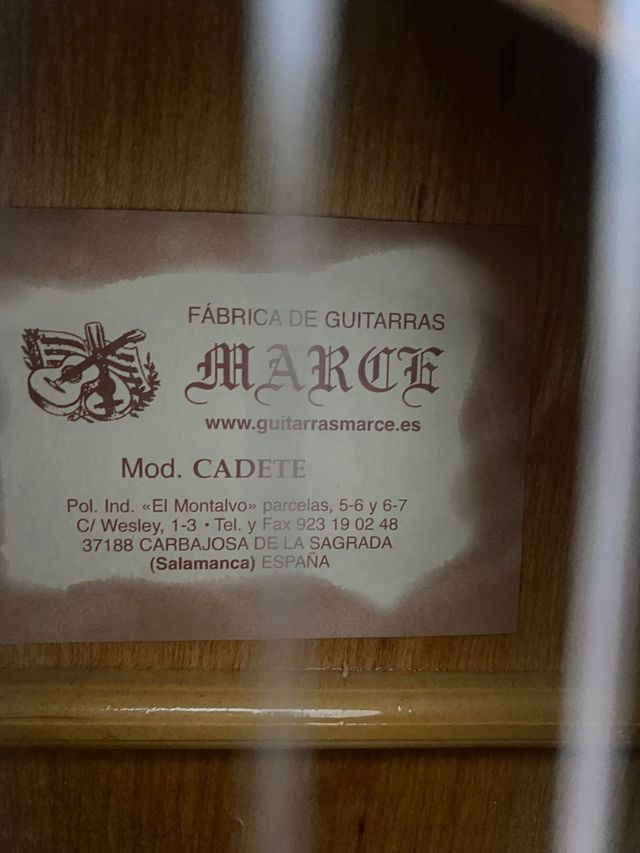 FÁBRICA DE GUITARRAS
MARCE
www.guitarrasmarce.es
Mod. CADETE
Pol. Ind. «El Montalvo» parcelas, 5-6 y 6-7
C/ Wesley, 1-3 • Tel. y Fax 923 19 02 48
37188 CARBAJOSA DE LA SAGRADA
(Salamanca) ESPAÑA